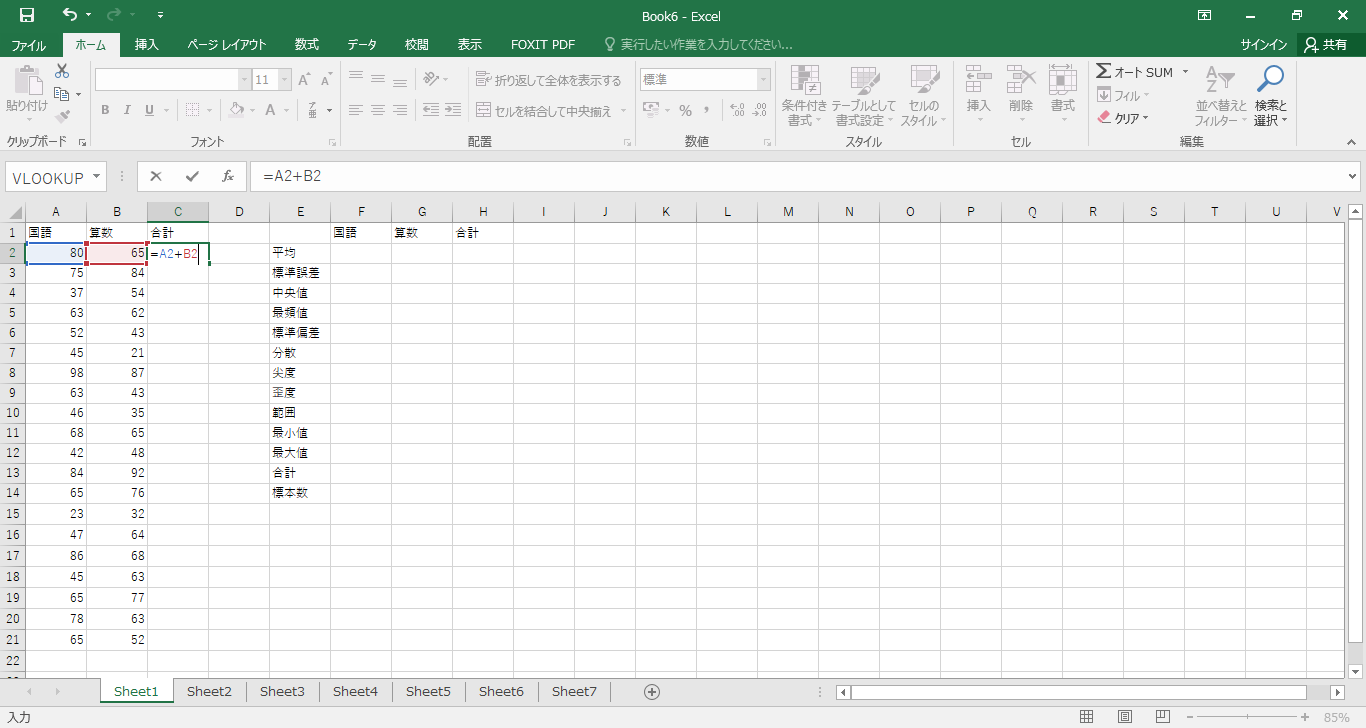 Book6 - Excel
ファイル ホーム 挿入 ページ レイアウト 数式 データ 校閲 表示 FOXIT PDF 実行したい作業を入力してください... サインイン 共有
貼り付け 11 A A 折り返して全体を表示する 標準 条件付き書式 テーブルとして書式設定 セルのスタイル 挿入 削除 書式 Σ オート SUM 並べ替えとフィルター 検索と選択
B I U A セルを結合して中央揃え % フィル
クリア
クリップボード フォント 配置 数値 スタイル セル 編集
VLOOKUP fx =A2+B2
A B C D E F G H I J K L M N O P Q R S T U V
1 国語 算数 合計 国語 算数 合計
2 80 65 =A2+B2 平均
3 75 84 標準誤差
4 37 54 中央値
5 63 62 最頻値
6 52 43 標準偏差
7 45 21 分散
8 98 87 尖度
9 63 43 歪度
10 46 35 範囲
11 68 65 最小値
12 42 48 最大値
13 84 92 合計
14 65 76 標本数
15 23 32
16 47 64
17 86 68
18 45 63
19 65 77
20 78 63
21 65 52
22
Sheet1 Sheet2 Sheet3 Sheet4 Sheet5 Sheet6 Sheet7
入力 85%